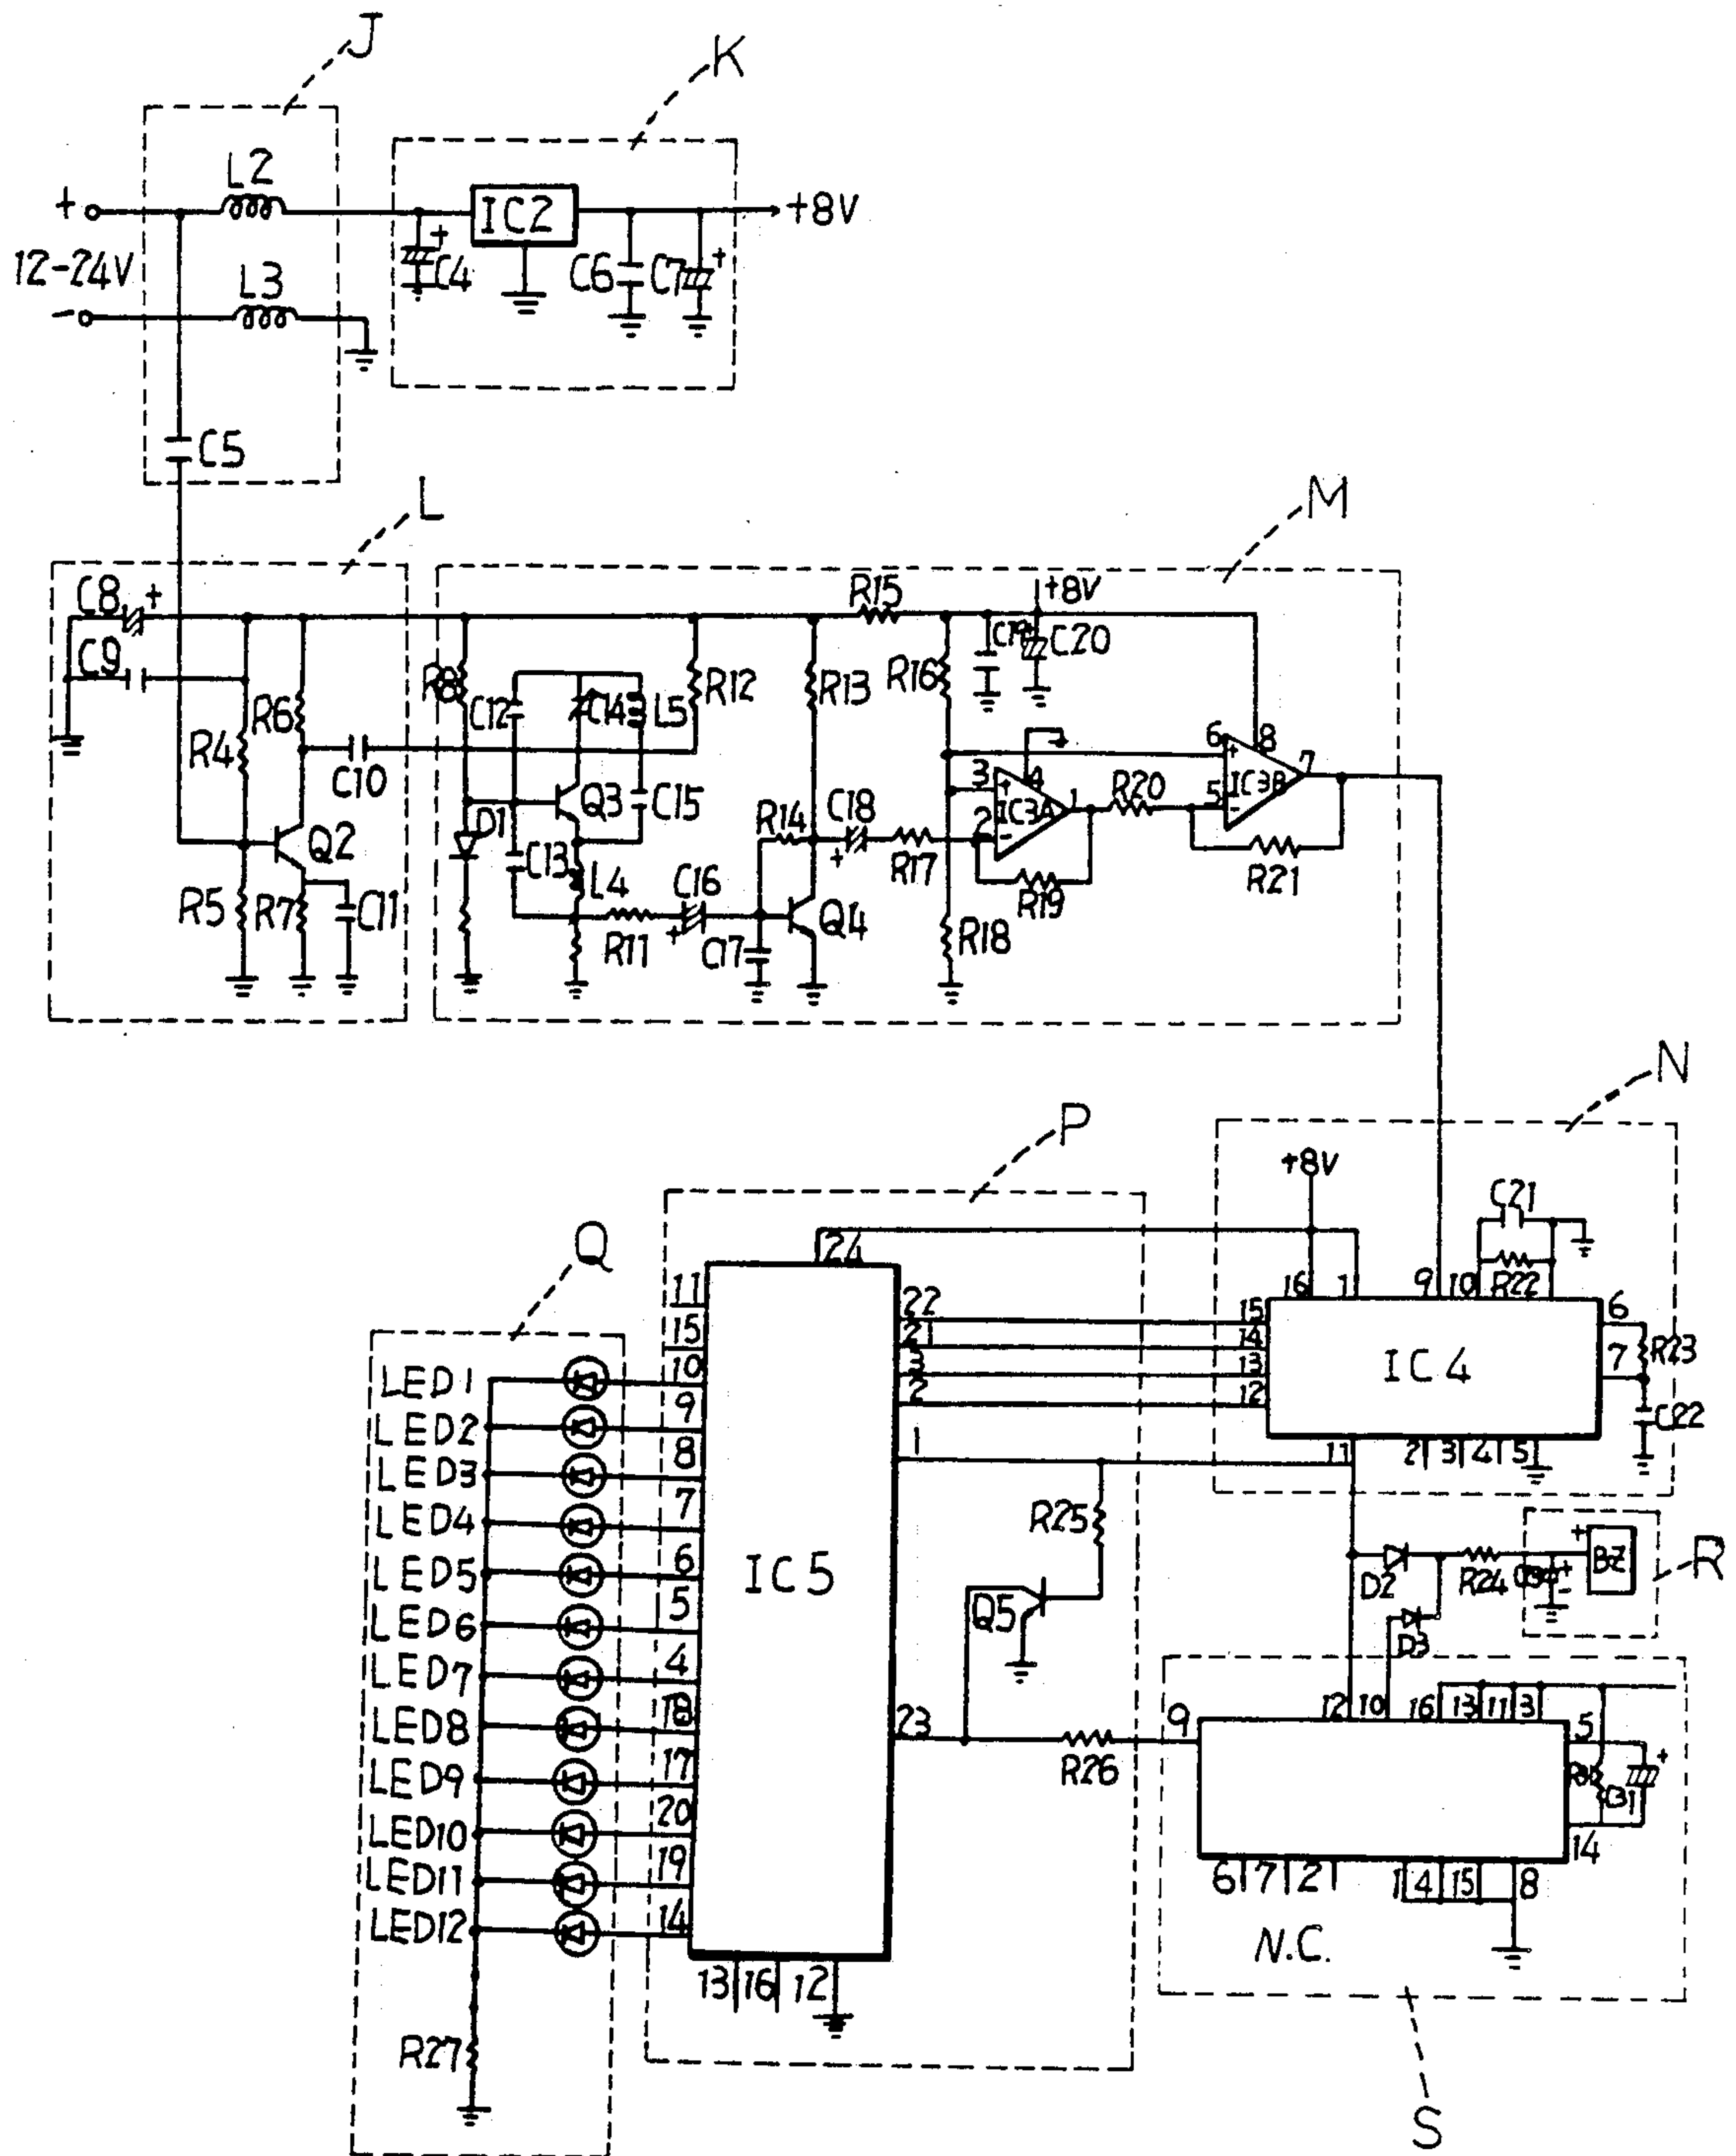 J
K
L2
+
IC2
+8V
+
C4
C6
C7
+
12-24V
L3
-
C5
L
M
C8
+
R15
+8V
C9
C19
C20
R6
R8
C12
C14
L5
R12
R13
R16
R4
C10
6
+
8
7
D1
Q3
C15
3
+
4
IC3A
1
R20
IC3B
5
-
Q2
C13
R14
C18
2
-
+
R17
R21
R5
R7
C11
L4
C16
R19
+
R11
C17
Q4
R18
N
P
+8V
C21
Q
24
R22
11
22
16
1
9
10
15
21
15
6
10
3
14
R23
LED1
13
IC4
7
9
2
12
LED2
C22
8
1
11
2
3
4
5
LED3
7
LED4
R25
6
IC5
+
BZ
R
LED5
D2
R24
+
-
5
Q5
LED6
D3
4
LED7
18
12
10
16
13
11
3
LED8
23
9
5
17
R26
+
LED9
20
LED10
14
19
LED11
6
7
2
1
4
15
8
14
LED12
N.C.
13
16
12
R27
S